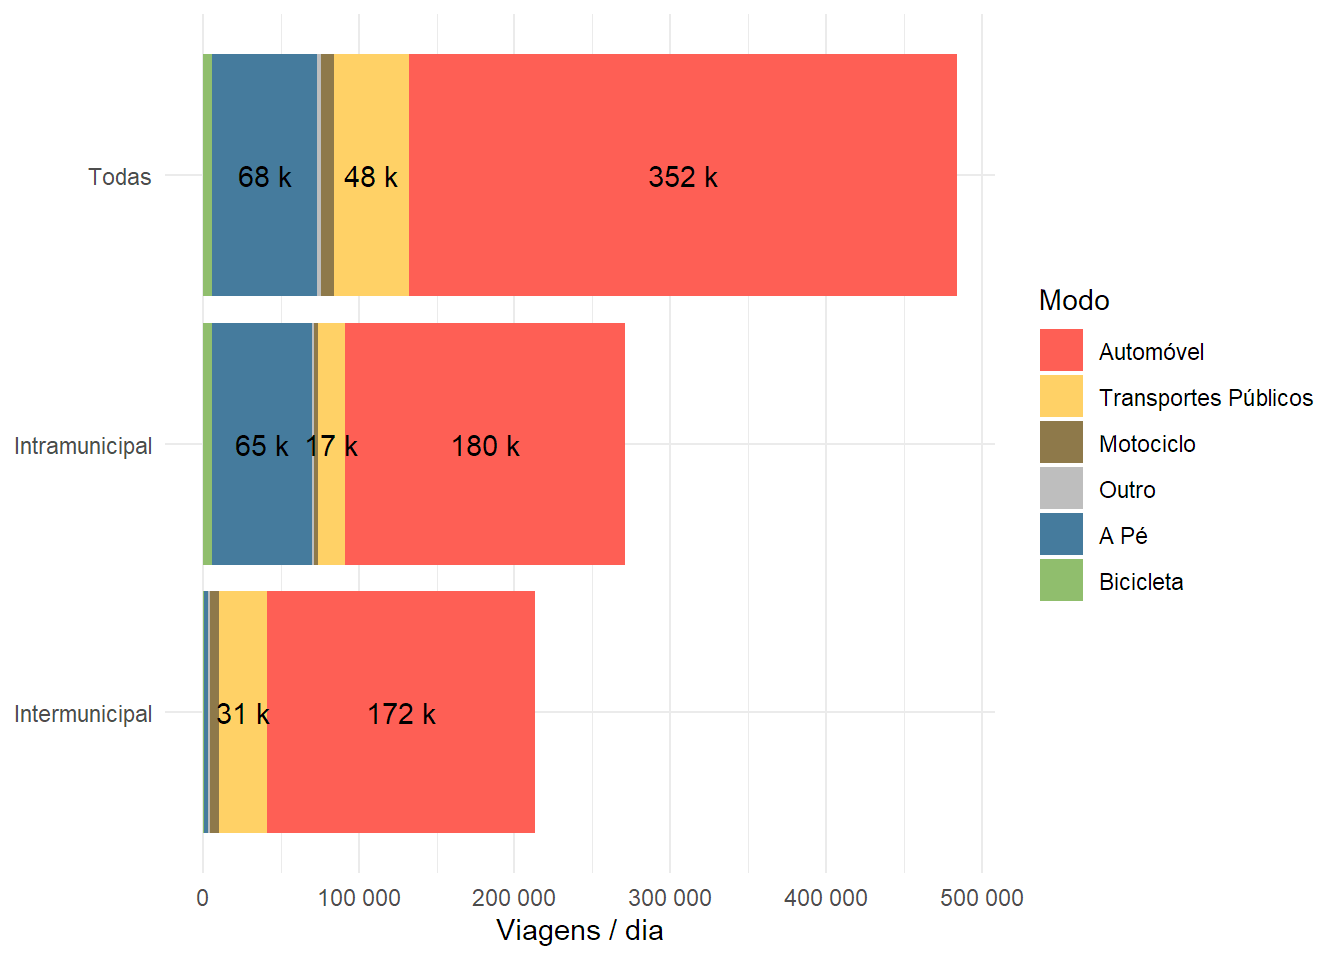 Todas
68 k
48 k
352 k
Intramunicipal
65 k
17 k
180 k
Intermunicipal
31 k
172 k
0
100 000
200 000
300 000
400 000
500 000
Viagens / dia
Modo
Automóvel
Transportes Públicos
Motociclo
Outro
A Pé
Bicicleta